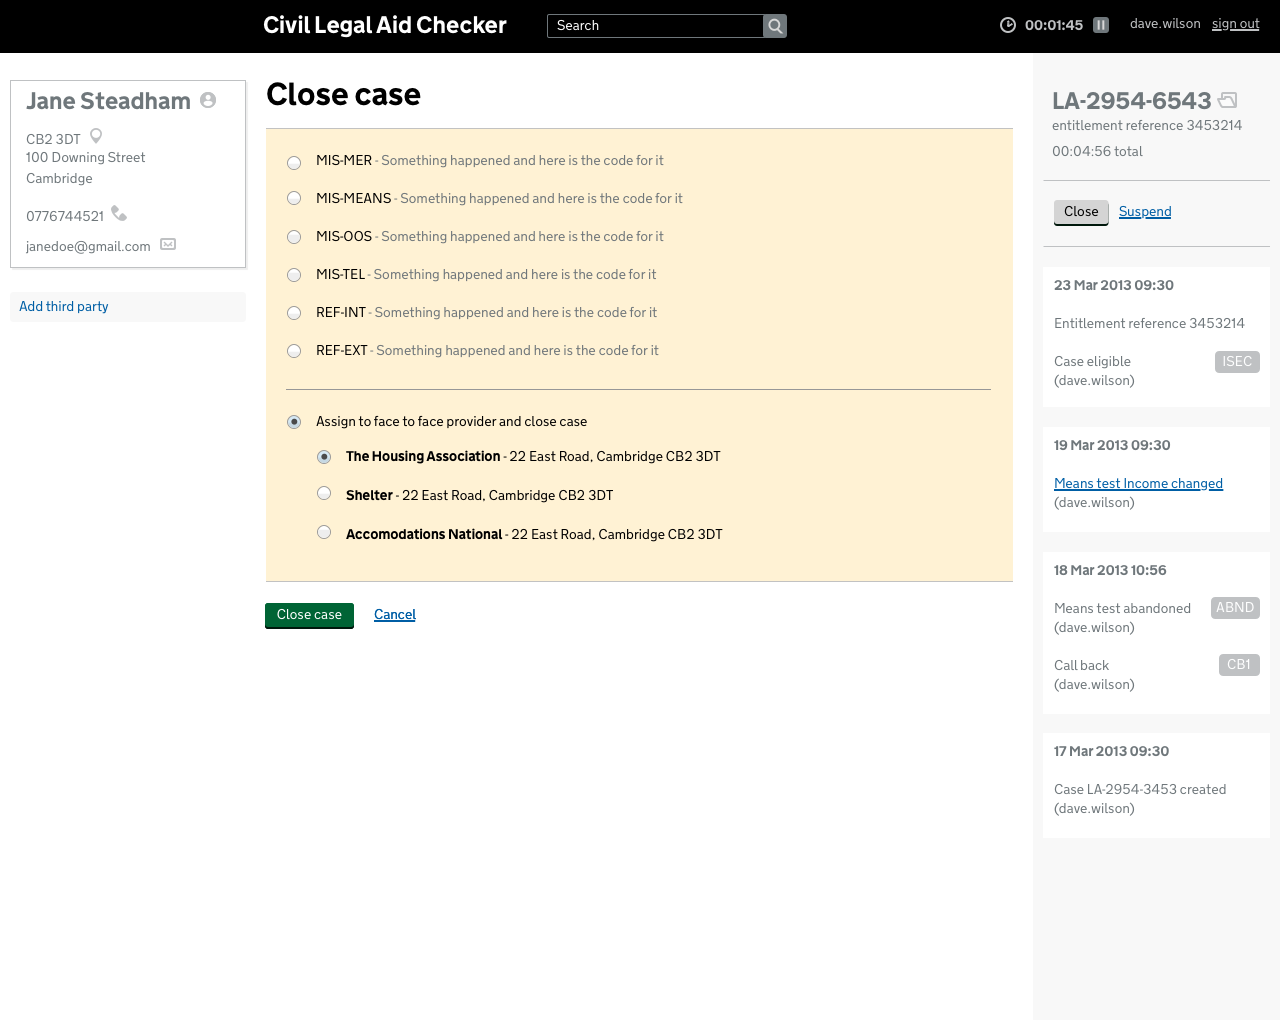 Civil Legal Aid Checker
Search
00:01:45
dave.wilson sign out
Jane Steadham
CB2 3DT
100 Downing Street
Cambridge
0776744521
janedoe@gmail.com
Add third party
Close case
MIS-MER - Something happened and here is the code for it
MIS-MEANS - Something happened and here is the code for it
MIS-OOS - Something happened and here is the code for it
MIS-TEL - Something happened and here is the code for it
REF-INT - Something happened and here is the code for it
REF-EXT - Something happened and here is the code for it
Assign to face to face provider and close case
The Housing Association - 22 East Road, Cambridge CB2 3DT
Shelter - 22 East Road, Cambridge CB2 3DT
Accomodations National - 22 East Road, Cambridge CB2 3DT
Close case Cancel
LA-2954-6543
entitlement reference 3453214
00:04:56 total
Close Suspend
23 Mar 2013 09:30
Entitlement reference 3453214
Case eligible ISEC
(dave.wilson)
19 Mar 2013 09:30
Means test Income changed
(dave.wilson)
18 Mar 2013 10:56
Means test abandoned ABND
(dave.wilson)
Call back CB1
(dave.wilson)
17 Mar 2013 09:30
Case LA-2954-3453 created
(dave.wilson)